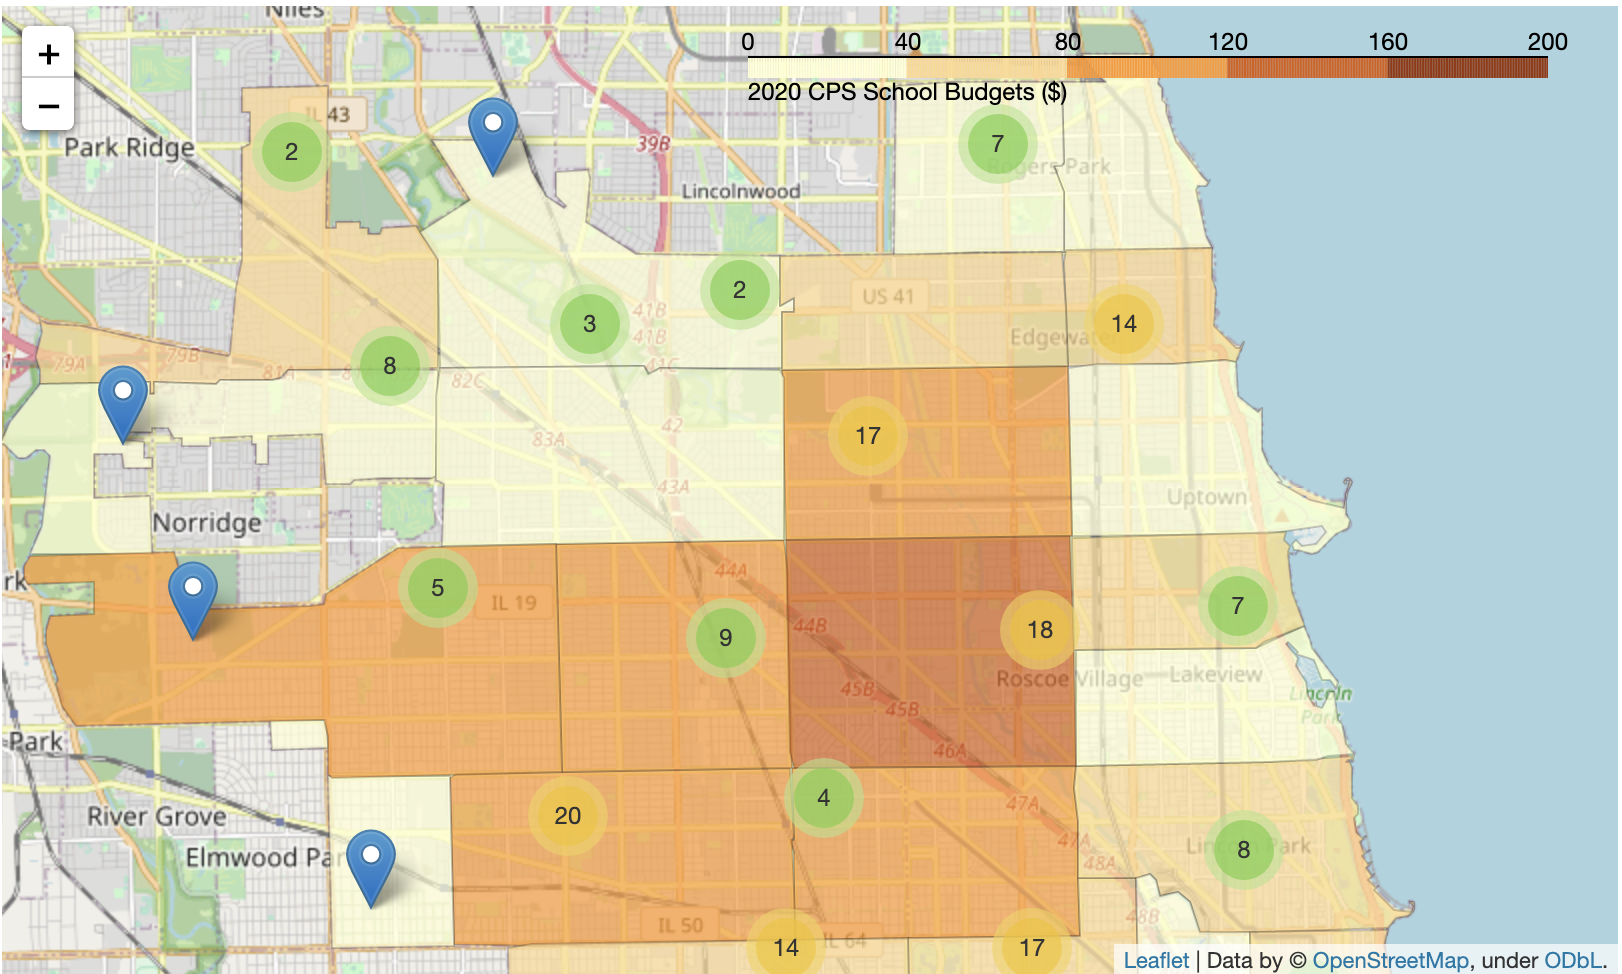 Niles
0 40 80 120 160 200
2020 CPS School Budgets ($)
+
−
IL 43
Park Ridge
2
39B
7
Rogers Park
Lincolnwood
2
US 41
3
41B
41B
14
79A
79B
8
41C
82C
17
42
83A
43A
Uptown
Norridge
44A
5
IL 19
7
44B
9
18
Roscoe Village
Lakeview
45B
45B
Lincoln
Park
Park
46A
River Grove
20
4
47A
47A
48A
Elmwood Par
8
48B
IL 50
IL 64
14
17
Leaflet | Data by © OpenStreetMap, under ODbL.